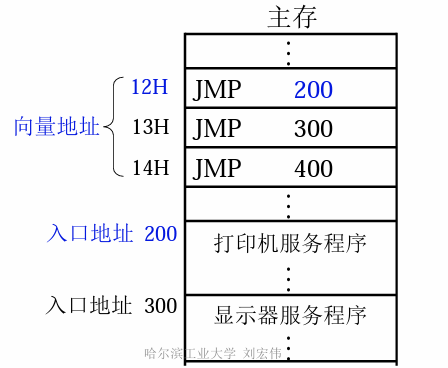 主存
12H JMP 200
向量地址 13H JMP 300
14H JMP 400
入口地址 200 打印机服务程序
入口地址 300 显示器服务程序
哈尔滨工业大学 刘宏伟